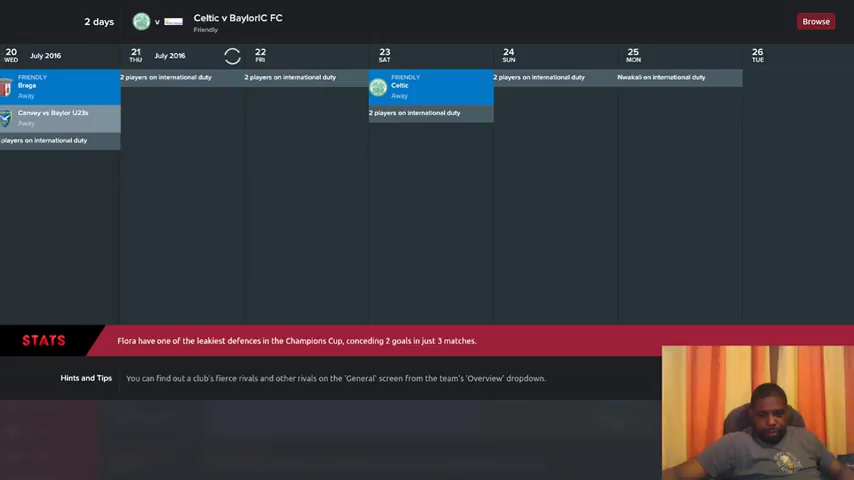 2 days
v
Celtic v BaylorIC FC
Friendly
Browse
20 WED July 2016
21 THU July 2016
22 FRI
23 SAT
24 SUN
25 MON
26 TUE
FRIENDLY
Braga
Away
Canvey vs Baylor U23s
Away
players on international duty
2 players on international duty
2 players on international duty
FRIENDLY
Celtic
Away
2 players on international duty
2 players on international duty
Nwakali on international duty
STATS
Flora have one of the leakiest defences in the Champions Cup, conceding 2 goals in just 3 matches.
Hints and Tips
You can find out a club's fierce rivals and other rivals on the 'General' screen from the team's 'Overview' dropdown.